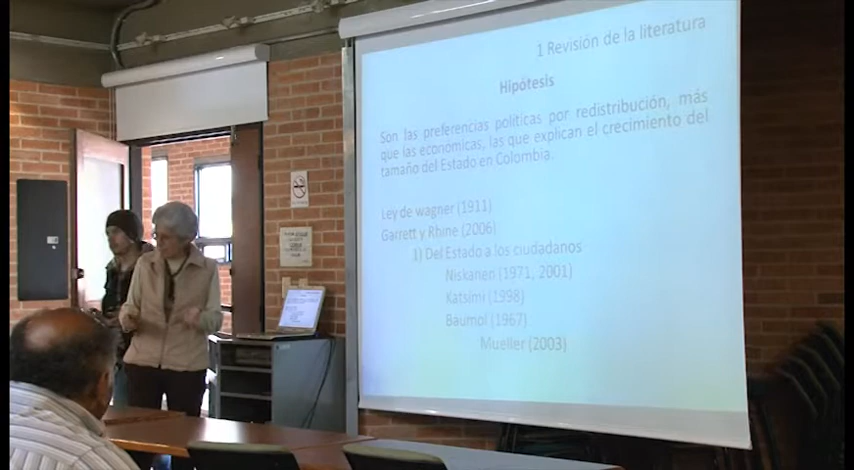 1 Revisión de la literatura
Hipótesis
Son las preferencias políticas por redistribución, más
que las económicas, las que explican el crecimiento del
tamaño del Estado en Colombia.
Ley de wagner (1911)
Garrett y Rhine (2006)
1) Del Estado a los ciudadanos
Niskanen (1971, 2001)
Katsimi (1998)
Baumol (1967)
Mueller (2003)